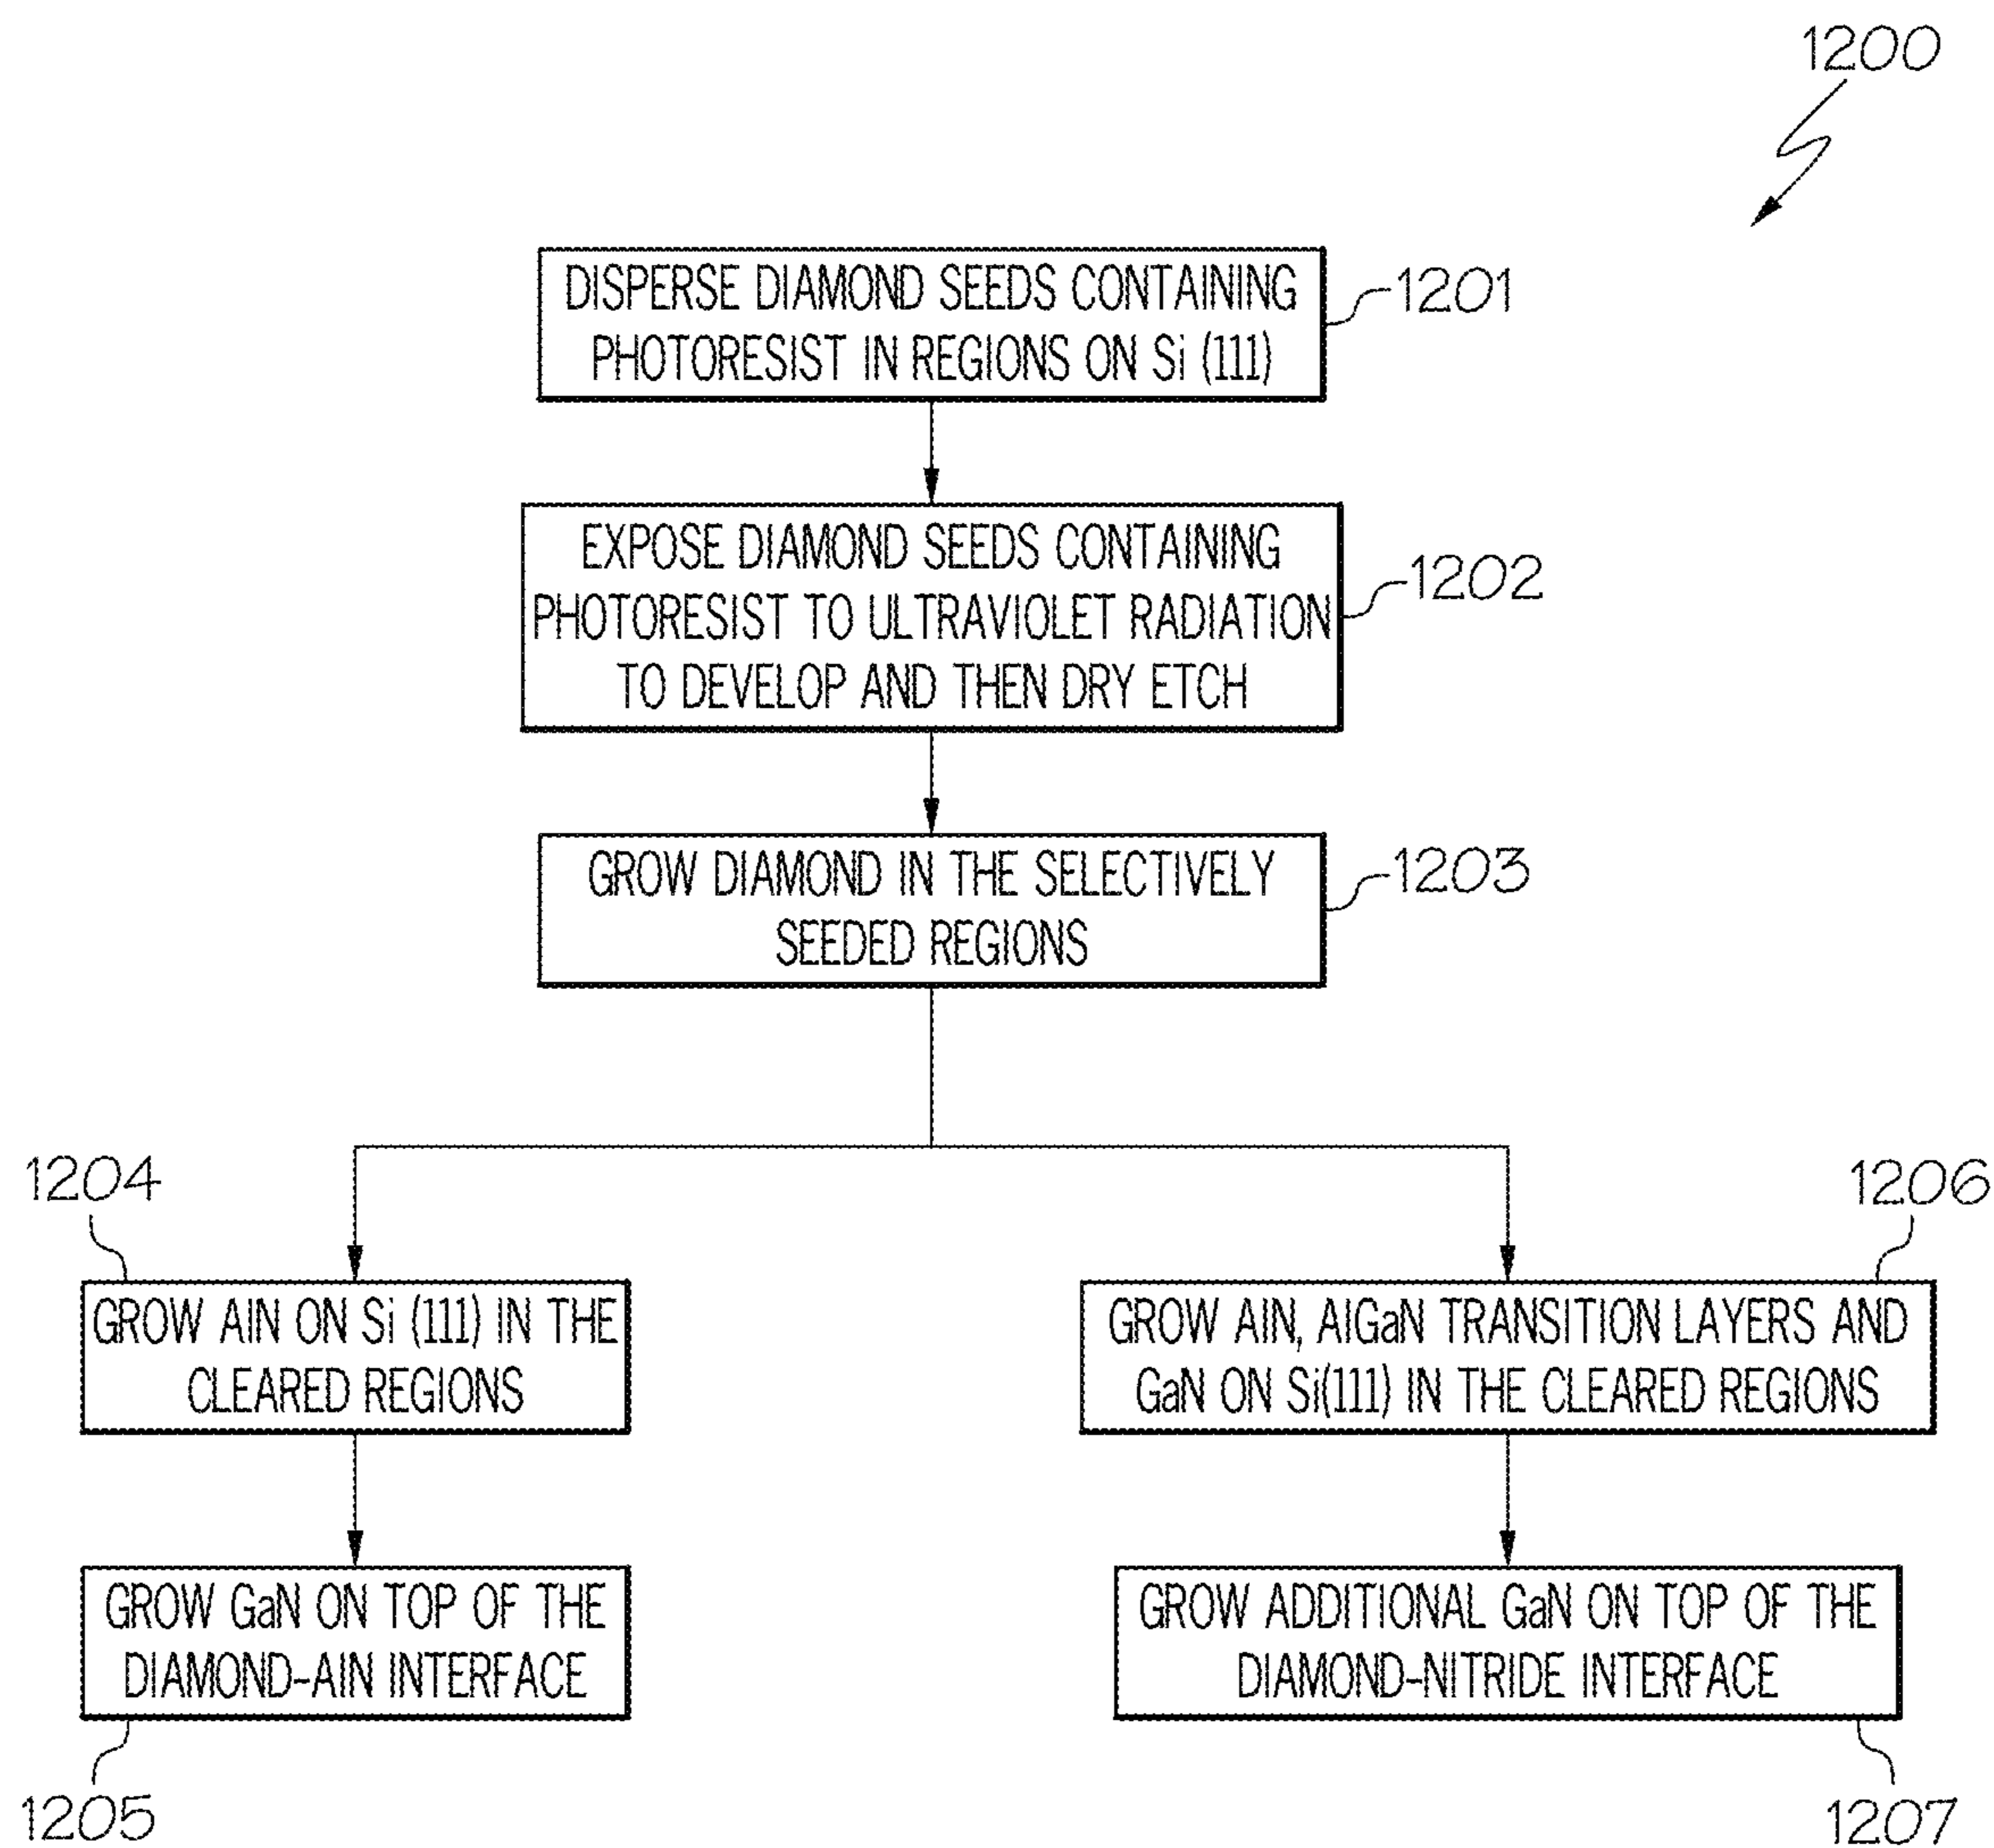 1200
DISPERSE DIAMOND SEEDS CONTAINING
PHOTORESIST IN REGIONS ON Si (111)
1201
EXPOSE DIAMOND SEEDS CONTAINING
PHOTORESIST TO ULTRAVIOLET RADIATION
TO DEVELOP AND THEN DRY ETCH
1202
GROW DIAMOND IN THE SELECTIVELY
SEEDED REGIONS
1203
1204
GROW AlN ON Si (111) IN THE
CLEARED REGIONS
1206
GROW AlN, AlGaN TRANSITION LAYERS AND
GaN ON Si(111) IN THE CLEARED REGIONS
GROW GaN ON TOP OF THE
DIAMOND-AlN INTERFACE
1205
GROW ADDITIONAL GaN ON TOP OF THE
DIAMOND-NITRIDE INTERFACE
1207